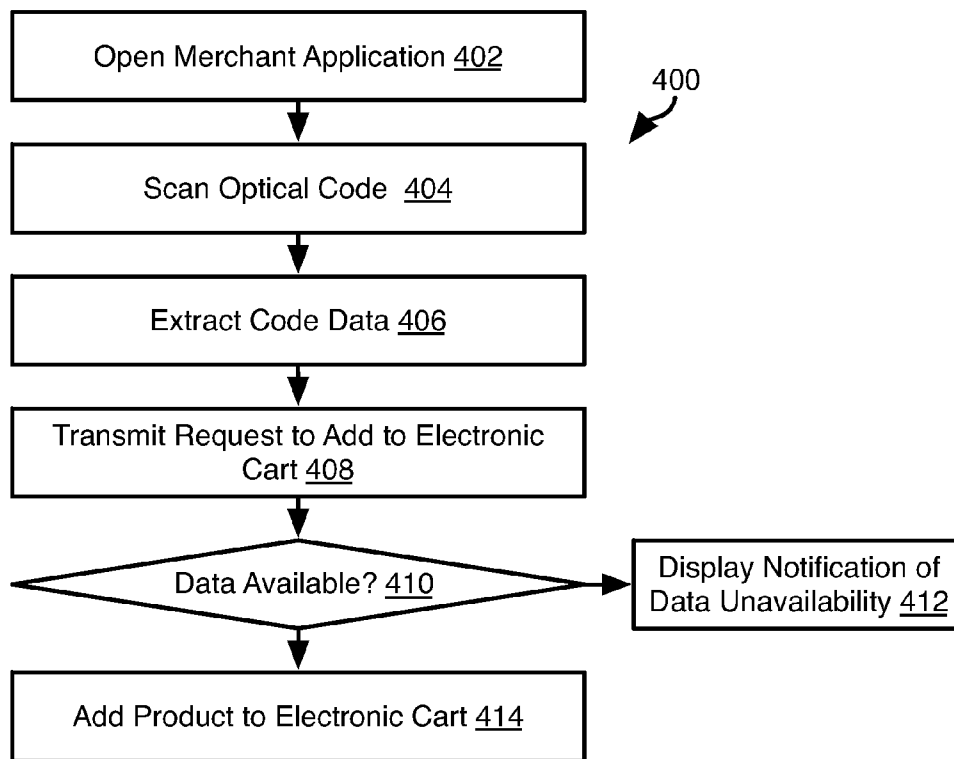 Open Merchant Application 402
400
Scan Optical Code 404
Extract Code Data 406
Transmit Request to Add to Electronic
Cart 408
Data Available? 410
Display Notification of
Data Unavailability 412
Add Product to Electronic Cart 414